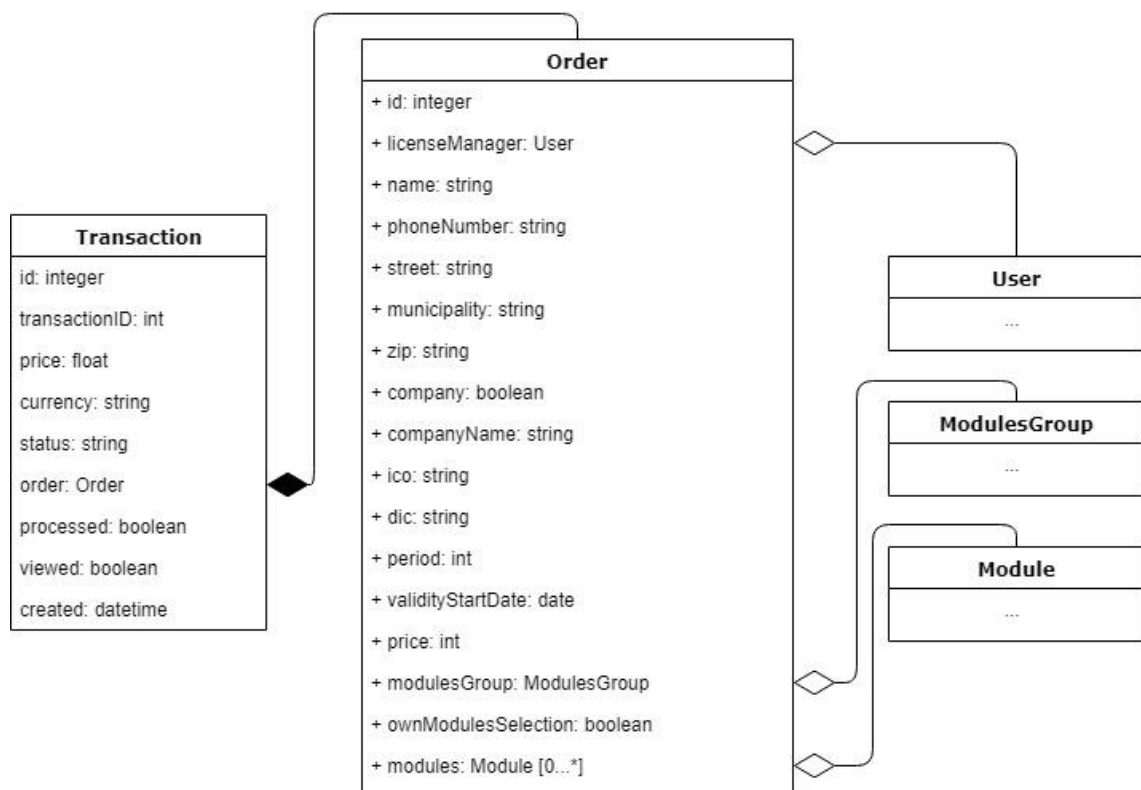 Order
+ id: integer
+ licenseManager: User
+ name: string
+ phoneNumber: string
+ street: string
+ municipality: string
+ zip: string
+ company: boolean
+ companyName: string
+ ico: string
+ dic: string
+ period: int
+ validityStartDate: date
+ price: int
+ modulesGroup: ModulesGroup
+ ownModulesSelection: boolean
+ modules: Module [0...*]
Transaction
id: integer
transactionID: int
price: float
currency: string
status: string
order: Order
processed: boolean
viewed: boolean
created: datetime
User
...
ModulesGroup
...
Module
...